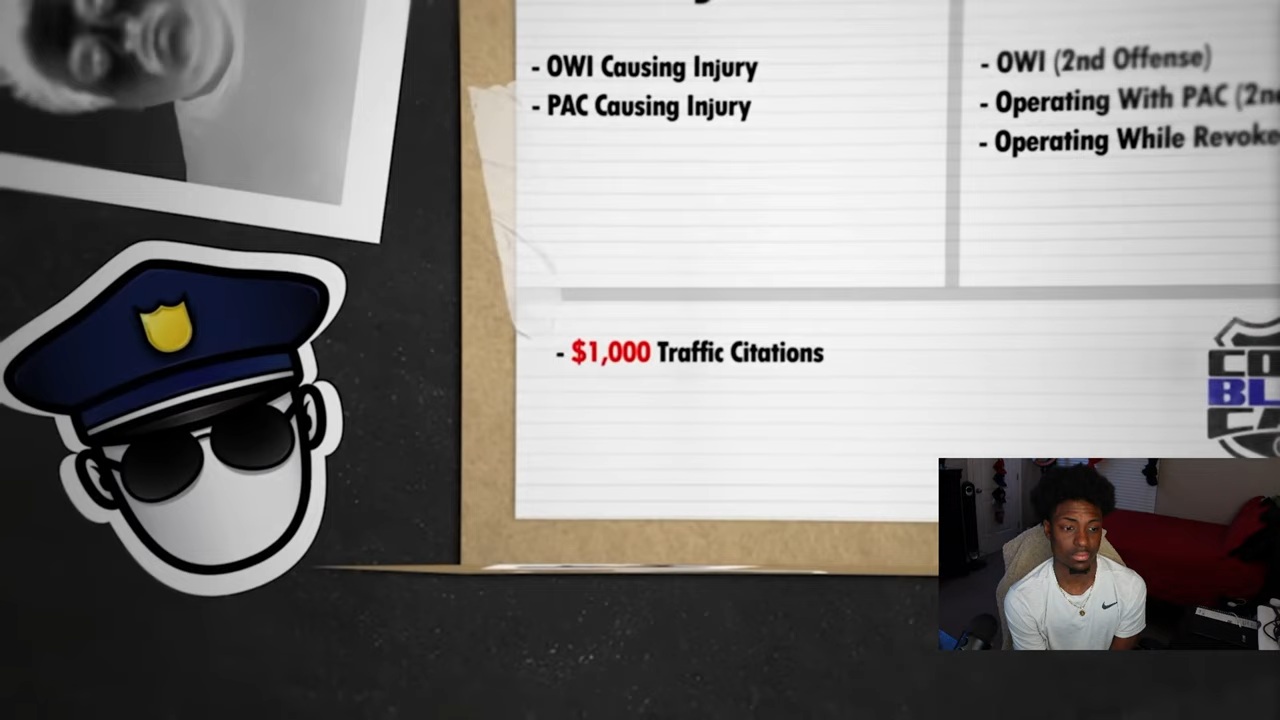 - OWI Causing Injury
- PAC Causing Injury
- OWI (2nd Offense)
- Operating With PAC
- Operating While
- $1,000 Traffic Citations